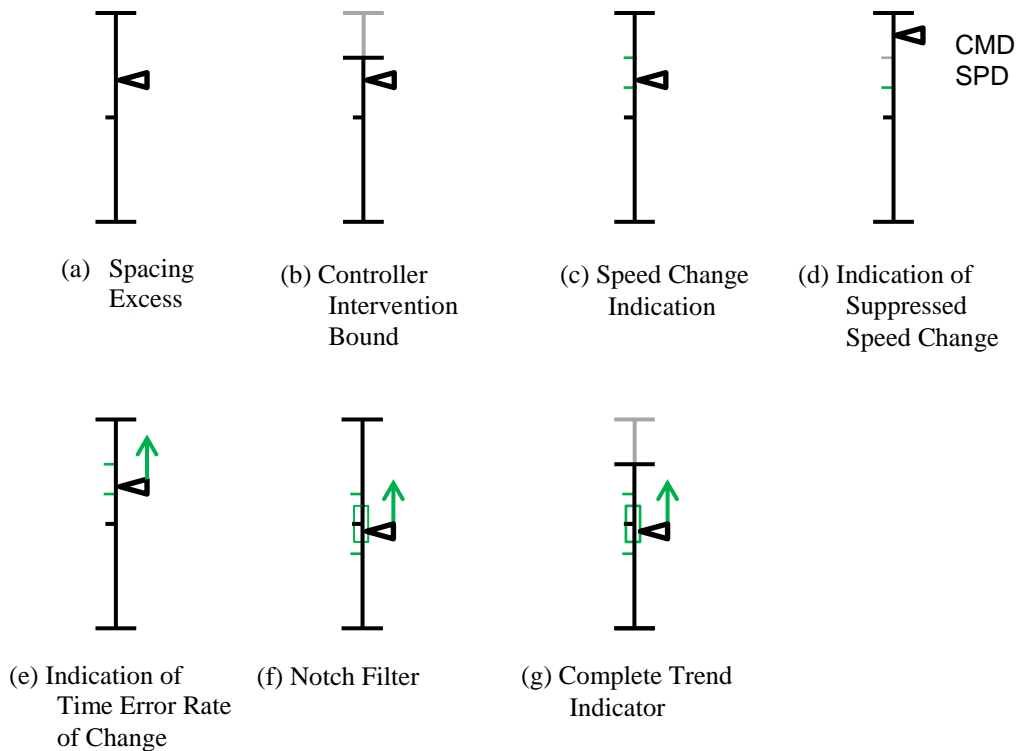 CMD
SPD
(a) Spacing
Excess
(b) Controller
Intervention
Bound
(c) Speed Change
Indication
(d) Indication of
Suppressed
Speed Change
(e) Indication of
Time Error Rate
of Change
(f) Notch Filter
(g) Complete Trend
Indicator